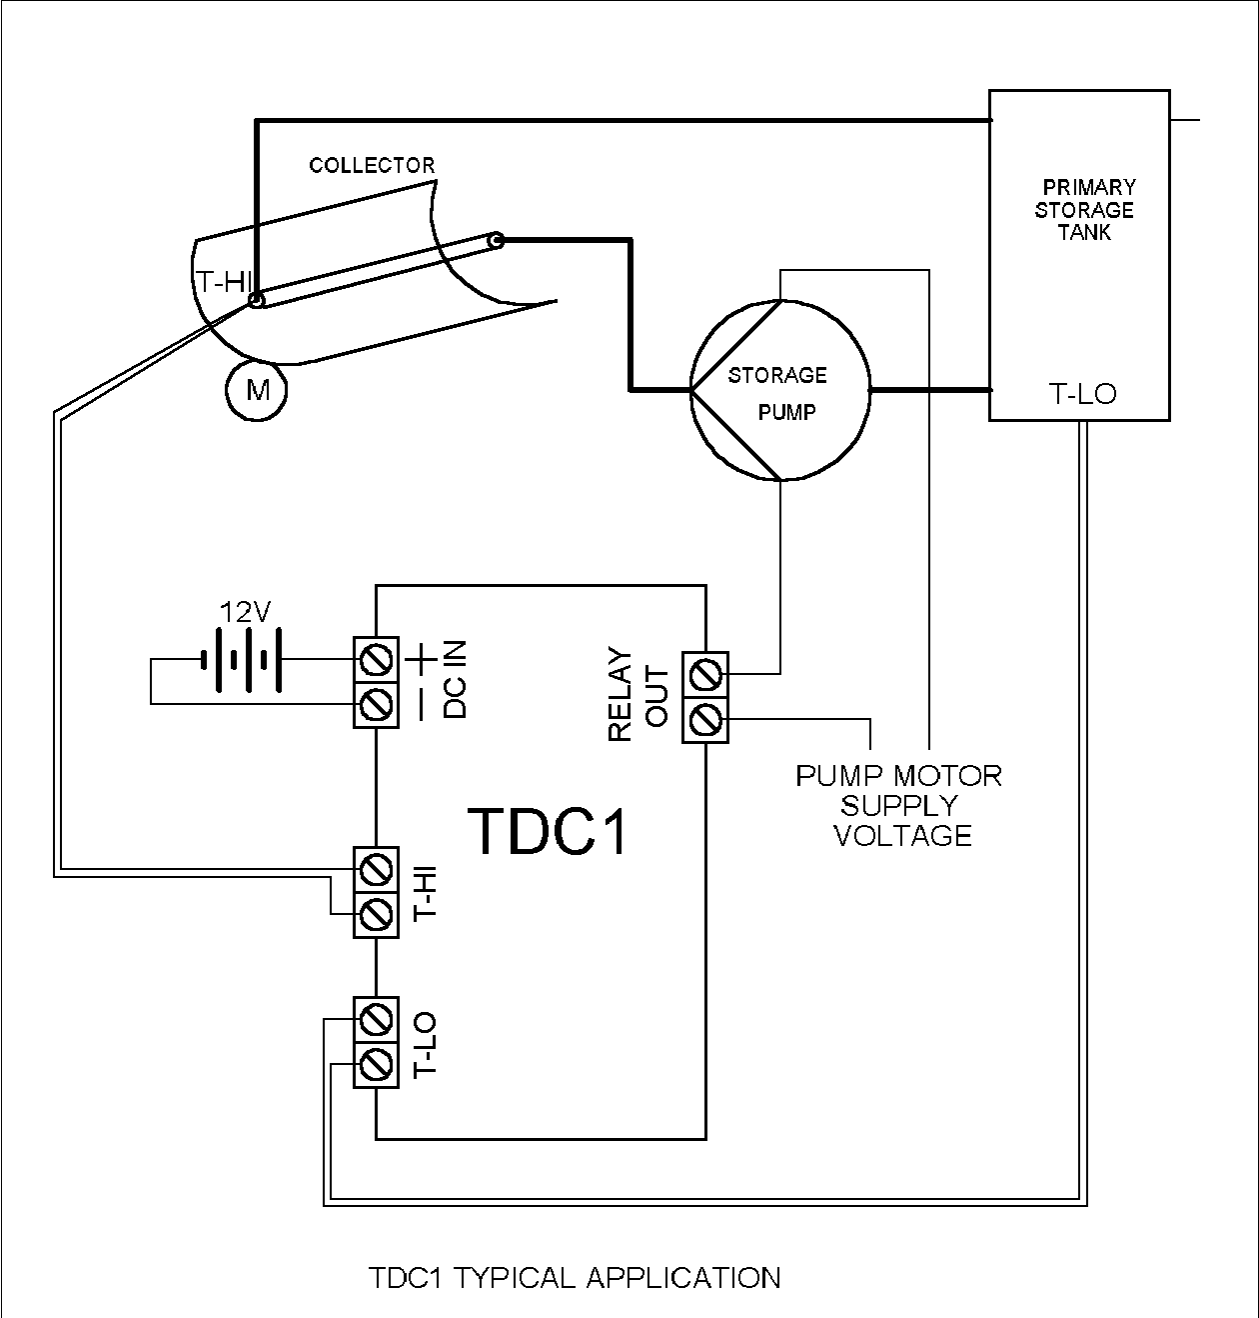 COLLECTOR
PRIMARY
STORAGE
TANK
T-HI
STORAGE
PUMP
M
T-LO
12V
+
−
DC IN
RELAY
OUT
PUMP MOTOR
SUPPLY
VOLTAGE
TDC1
T-HI
T-LO
TDC1 TYPICAL APPLICATION